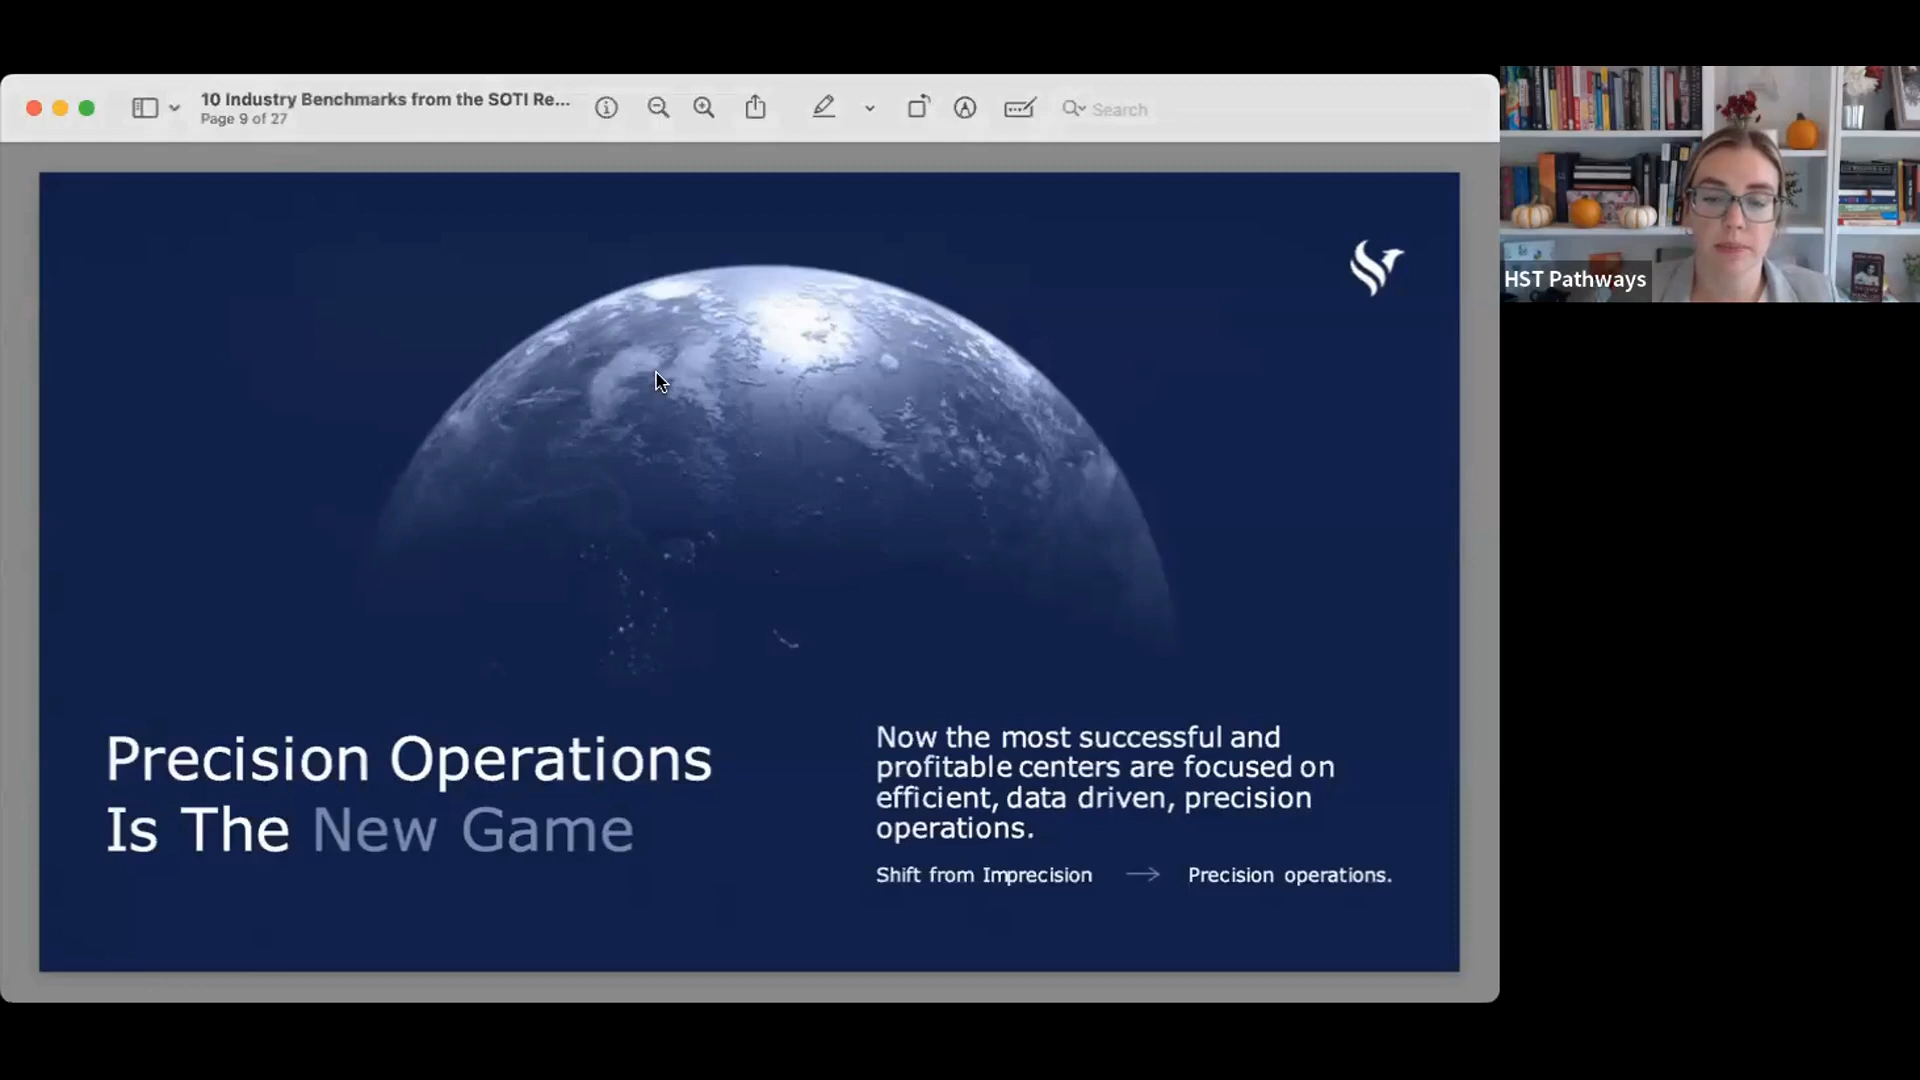 10 Industry Benchmarks from the SOTI Re...
Page 9 of 27
Search
HST Pathways
Precision Operations
Is The New Game
Now the most successful and
profitable centers are focused on
efficient, data driven, precision
operations.
Shift from Imprecision → Precision operations.